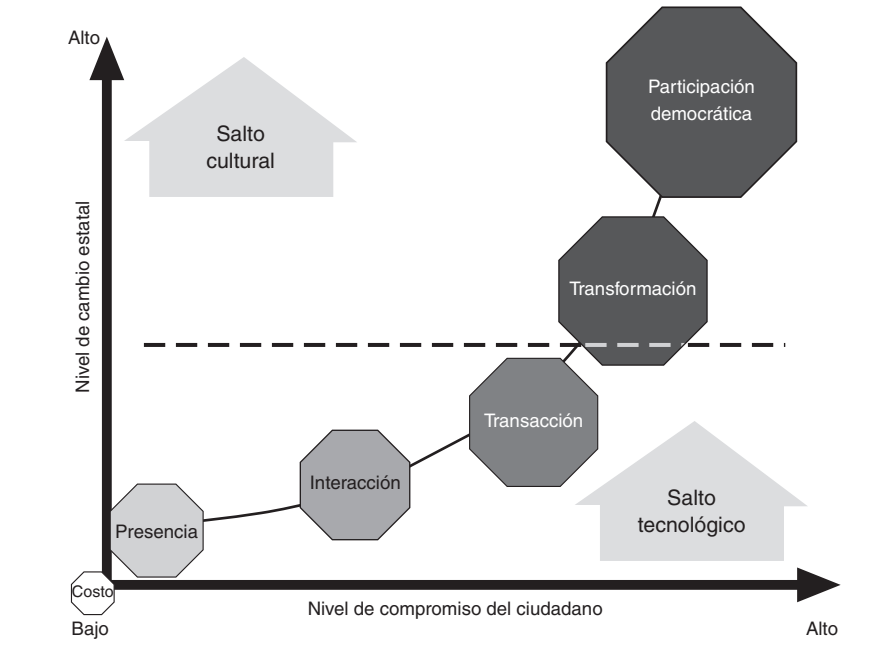 Alto
Participación
democrática
Salto
cultural
Nivel de cambio estatal
Transformación
Transacción
Interacción
Salto
tecnológico
Presencia
Costo
Nivel de compromiso del ciudadano
Bajo
Alto